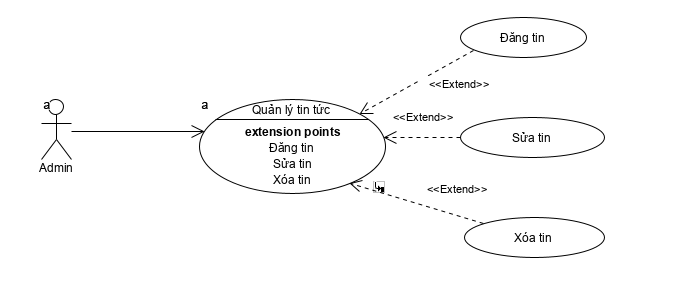 Đăng tin
<<Extend>>
a
a
Quản lý tin tức
<<Extend>>
extension points
Đăng tin
Sửa tin
Sửa tin
Xóa tin
Admin
<<Extend>>
Xóa tin